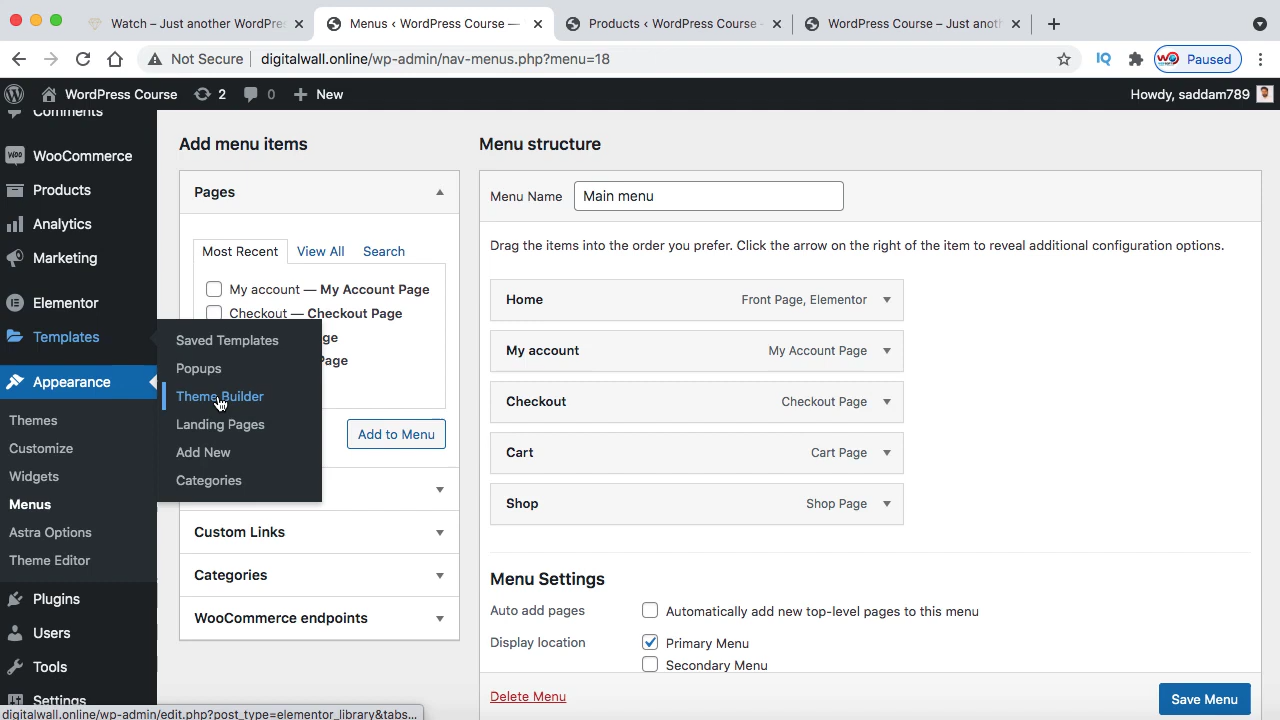 Watch – Just another WordPres
Menus ‹ WordPress Course —
Products ‹ WordPress Course
WordPress Course – Just anot
Not Secure
digitalwall.online/wp-admin/nav-menus.php?menu=18
IQ
Paused
WordPress Course
2
0
New
Howdy, saddam789
Comments
WooCommerce
Products
Analytics
Marketing
Elementor
Templates
Appearance
Themes
Customize
Widgets
Menus
Astra Options
Theme Editor
Plugins
Users
Tools
Settings
Saved Templates
Popups
Theme Builder
Landing Pages
Add New
Categories
Add menu items
Pages
Most Recent
View All
Search
My account — My Account Page
Checkout — Checkout Page
ge
Page
Add to Menu
Custom Links
Categories
WooCommerce endpoints
Menu structure
Menu Name
Main menu
Drag the items into the order you prefer. Click the arrow on the right of the item to reveal additional configuration options.
Home
Front Page, Elementor
My account
My Account Page
Checkout
Checkout Page
Cart
Cart Page
Shop
Shop Page
Menu Settings
Auto add pages
Automatically add new top-level pages to this menu
Display location
Primary Menu
Secondary Menu
Delete Menu
Save Menu
digitalwall.online/wp-admin/edit.php?post_type=elementor_library&tabs...